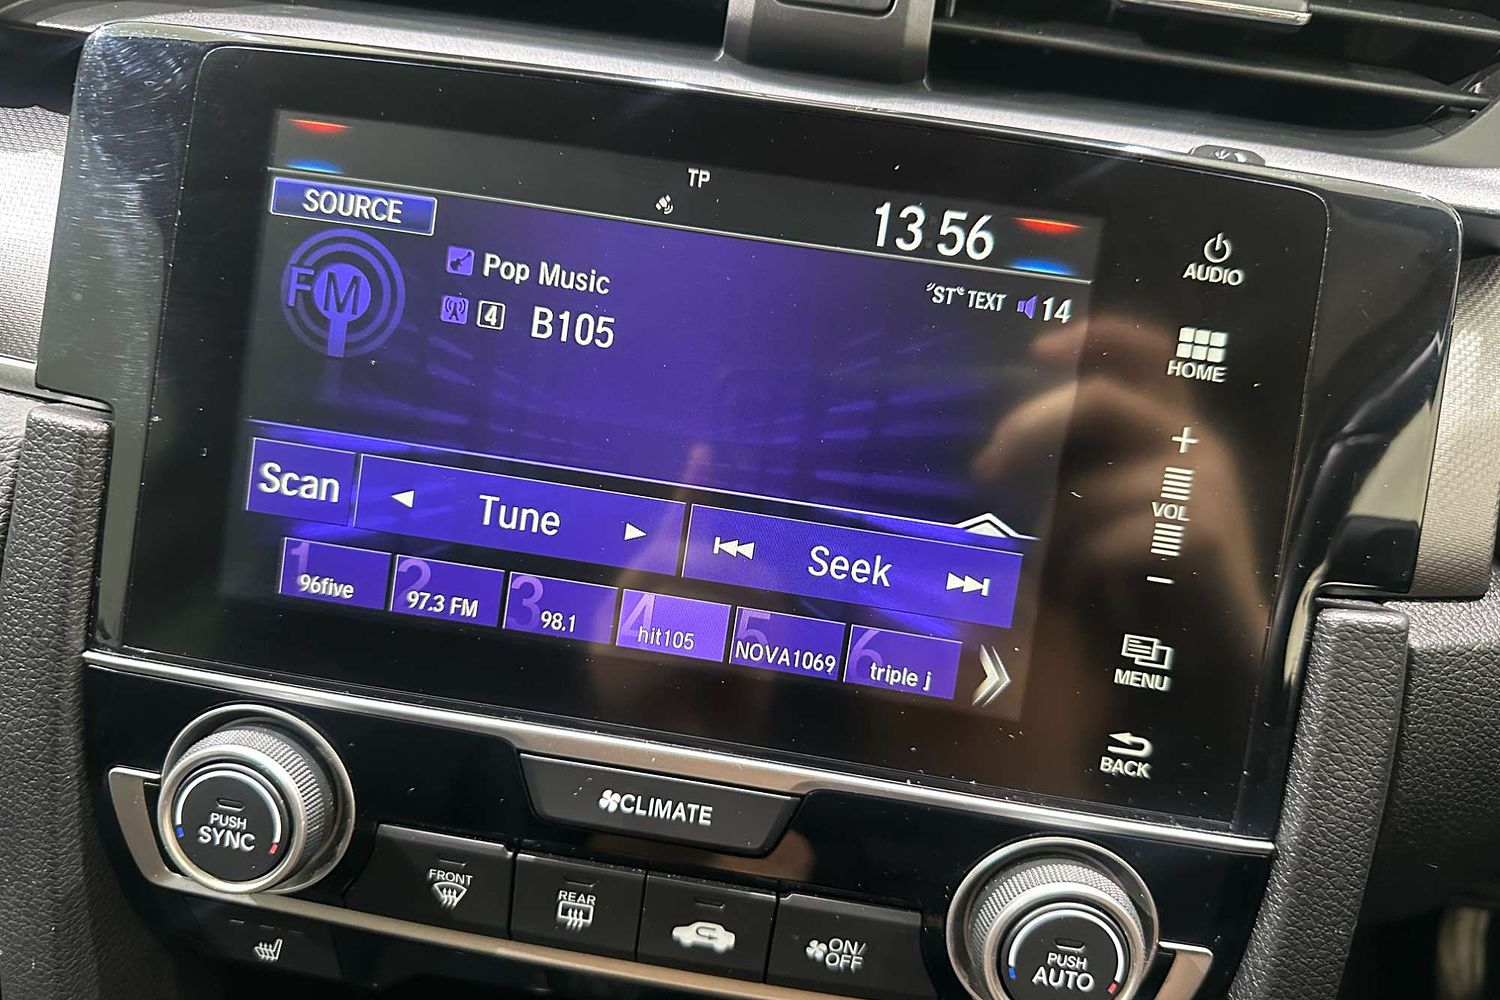 TP
13:56
SOURCE
FM
Pop Music
4 B105
"ST" TEXT 14
Scan
Tune
Seek
1 96five
2 97.3 FM
3 98.1
4 hit105
5 NOVA1069
6 triple j
AUDIO
HOME
+
VOL
-
MENU
BACK
CLIMATE
PUSH
SYNC
FRONT
REAR
ON/
OFF
PUSH
AUTO